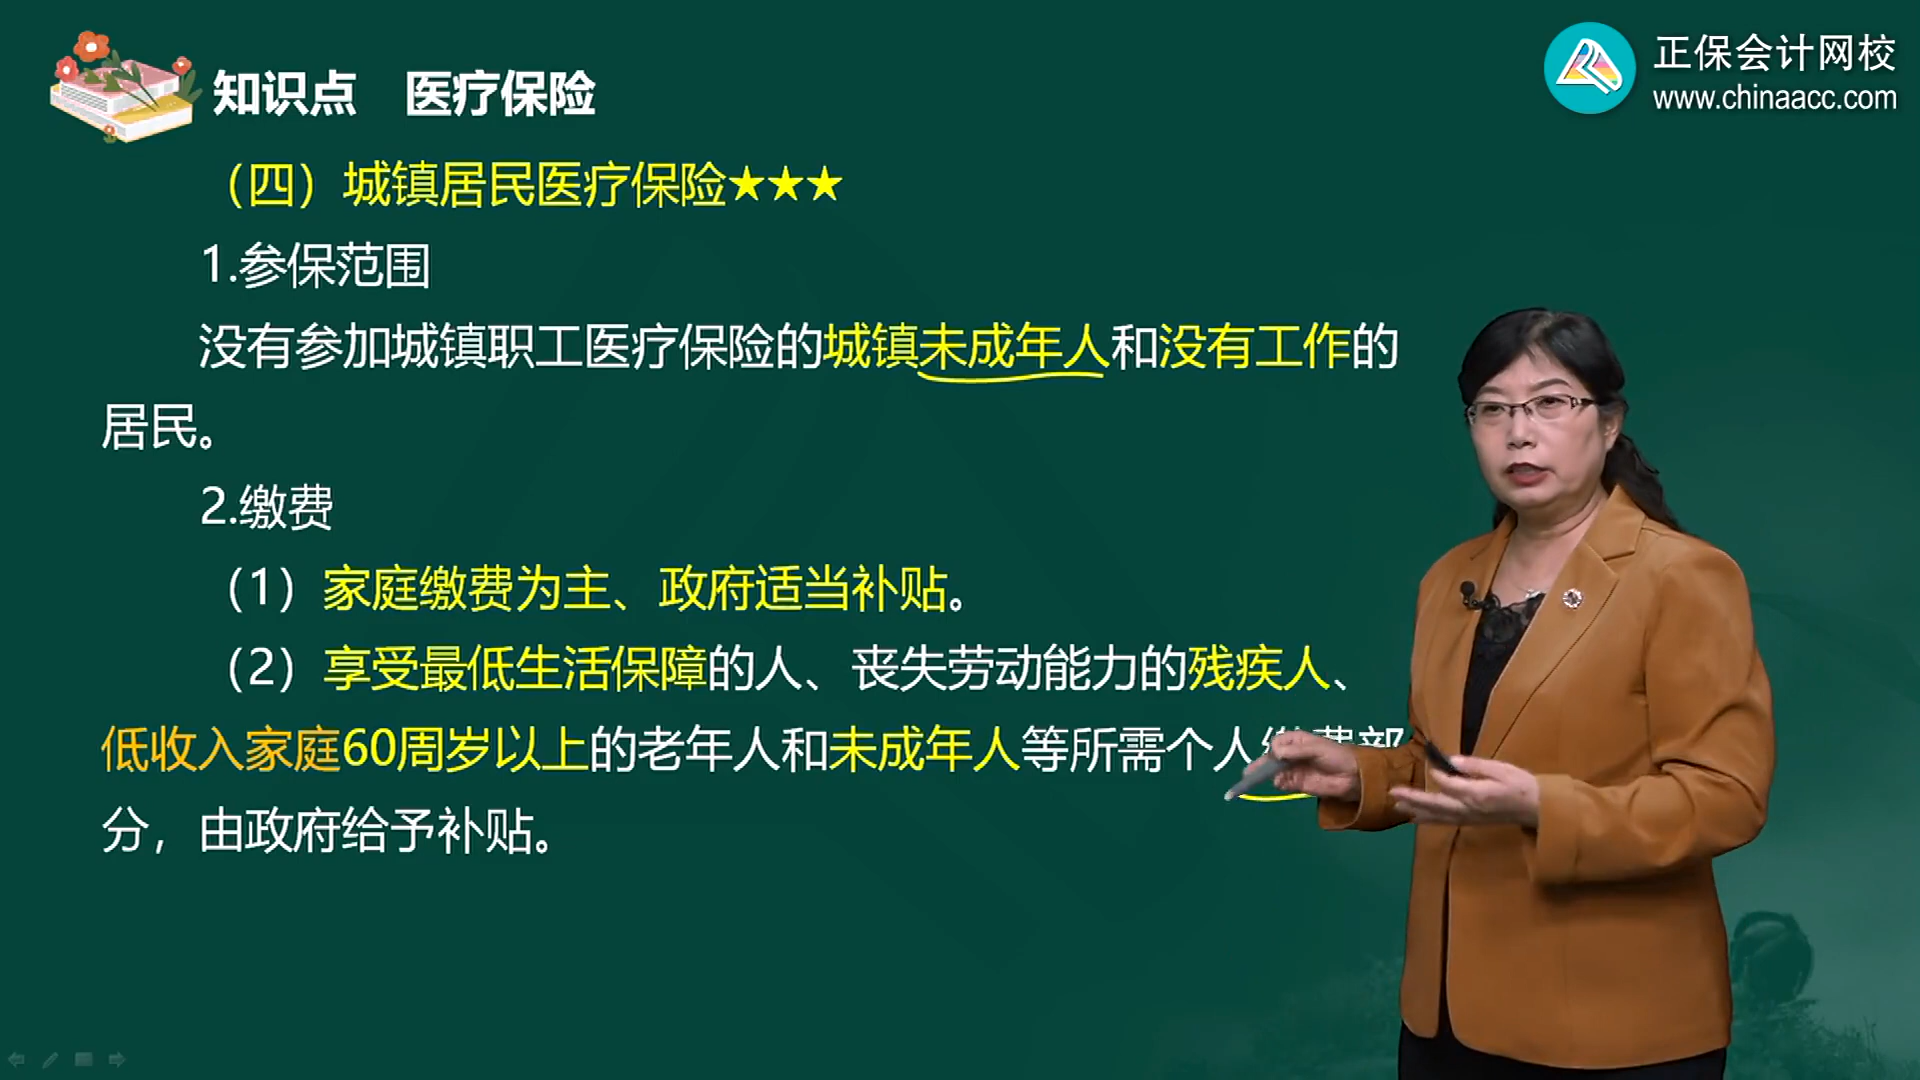 正保会计网校
www.chinaacc.com
知识点 医疗保险
（四）城镇居民医疗保险★★★
1.参保范围
没有参加城镇职工医疗保险的城镇未成年人和没有工作的
居民。
2.缴费
（1）家庭缴费为主、政府适当补贴。
（2）享受最低生活保障的人、丧失劳动能力的残疾人、
低收入家庭60周岁以上的老年人和未成年人等所需个人缴费部
分，由政府给予补贴。